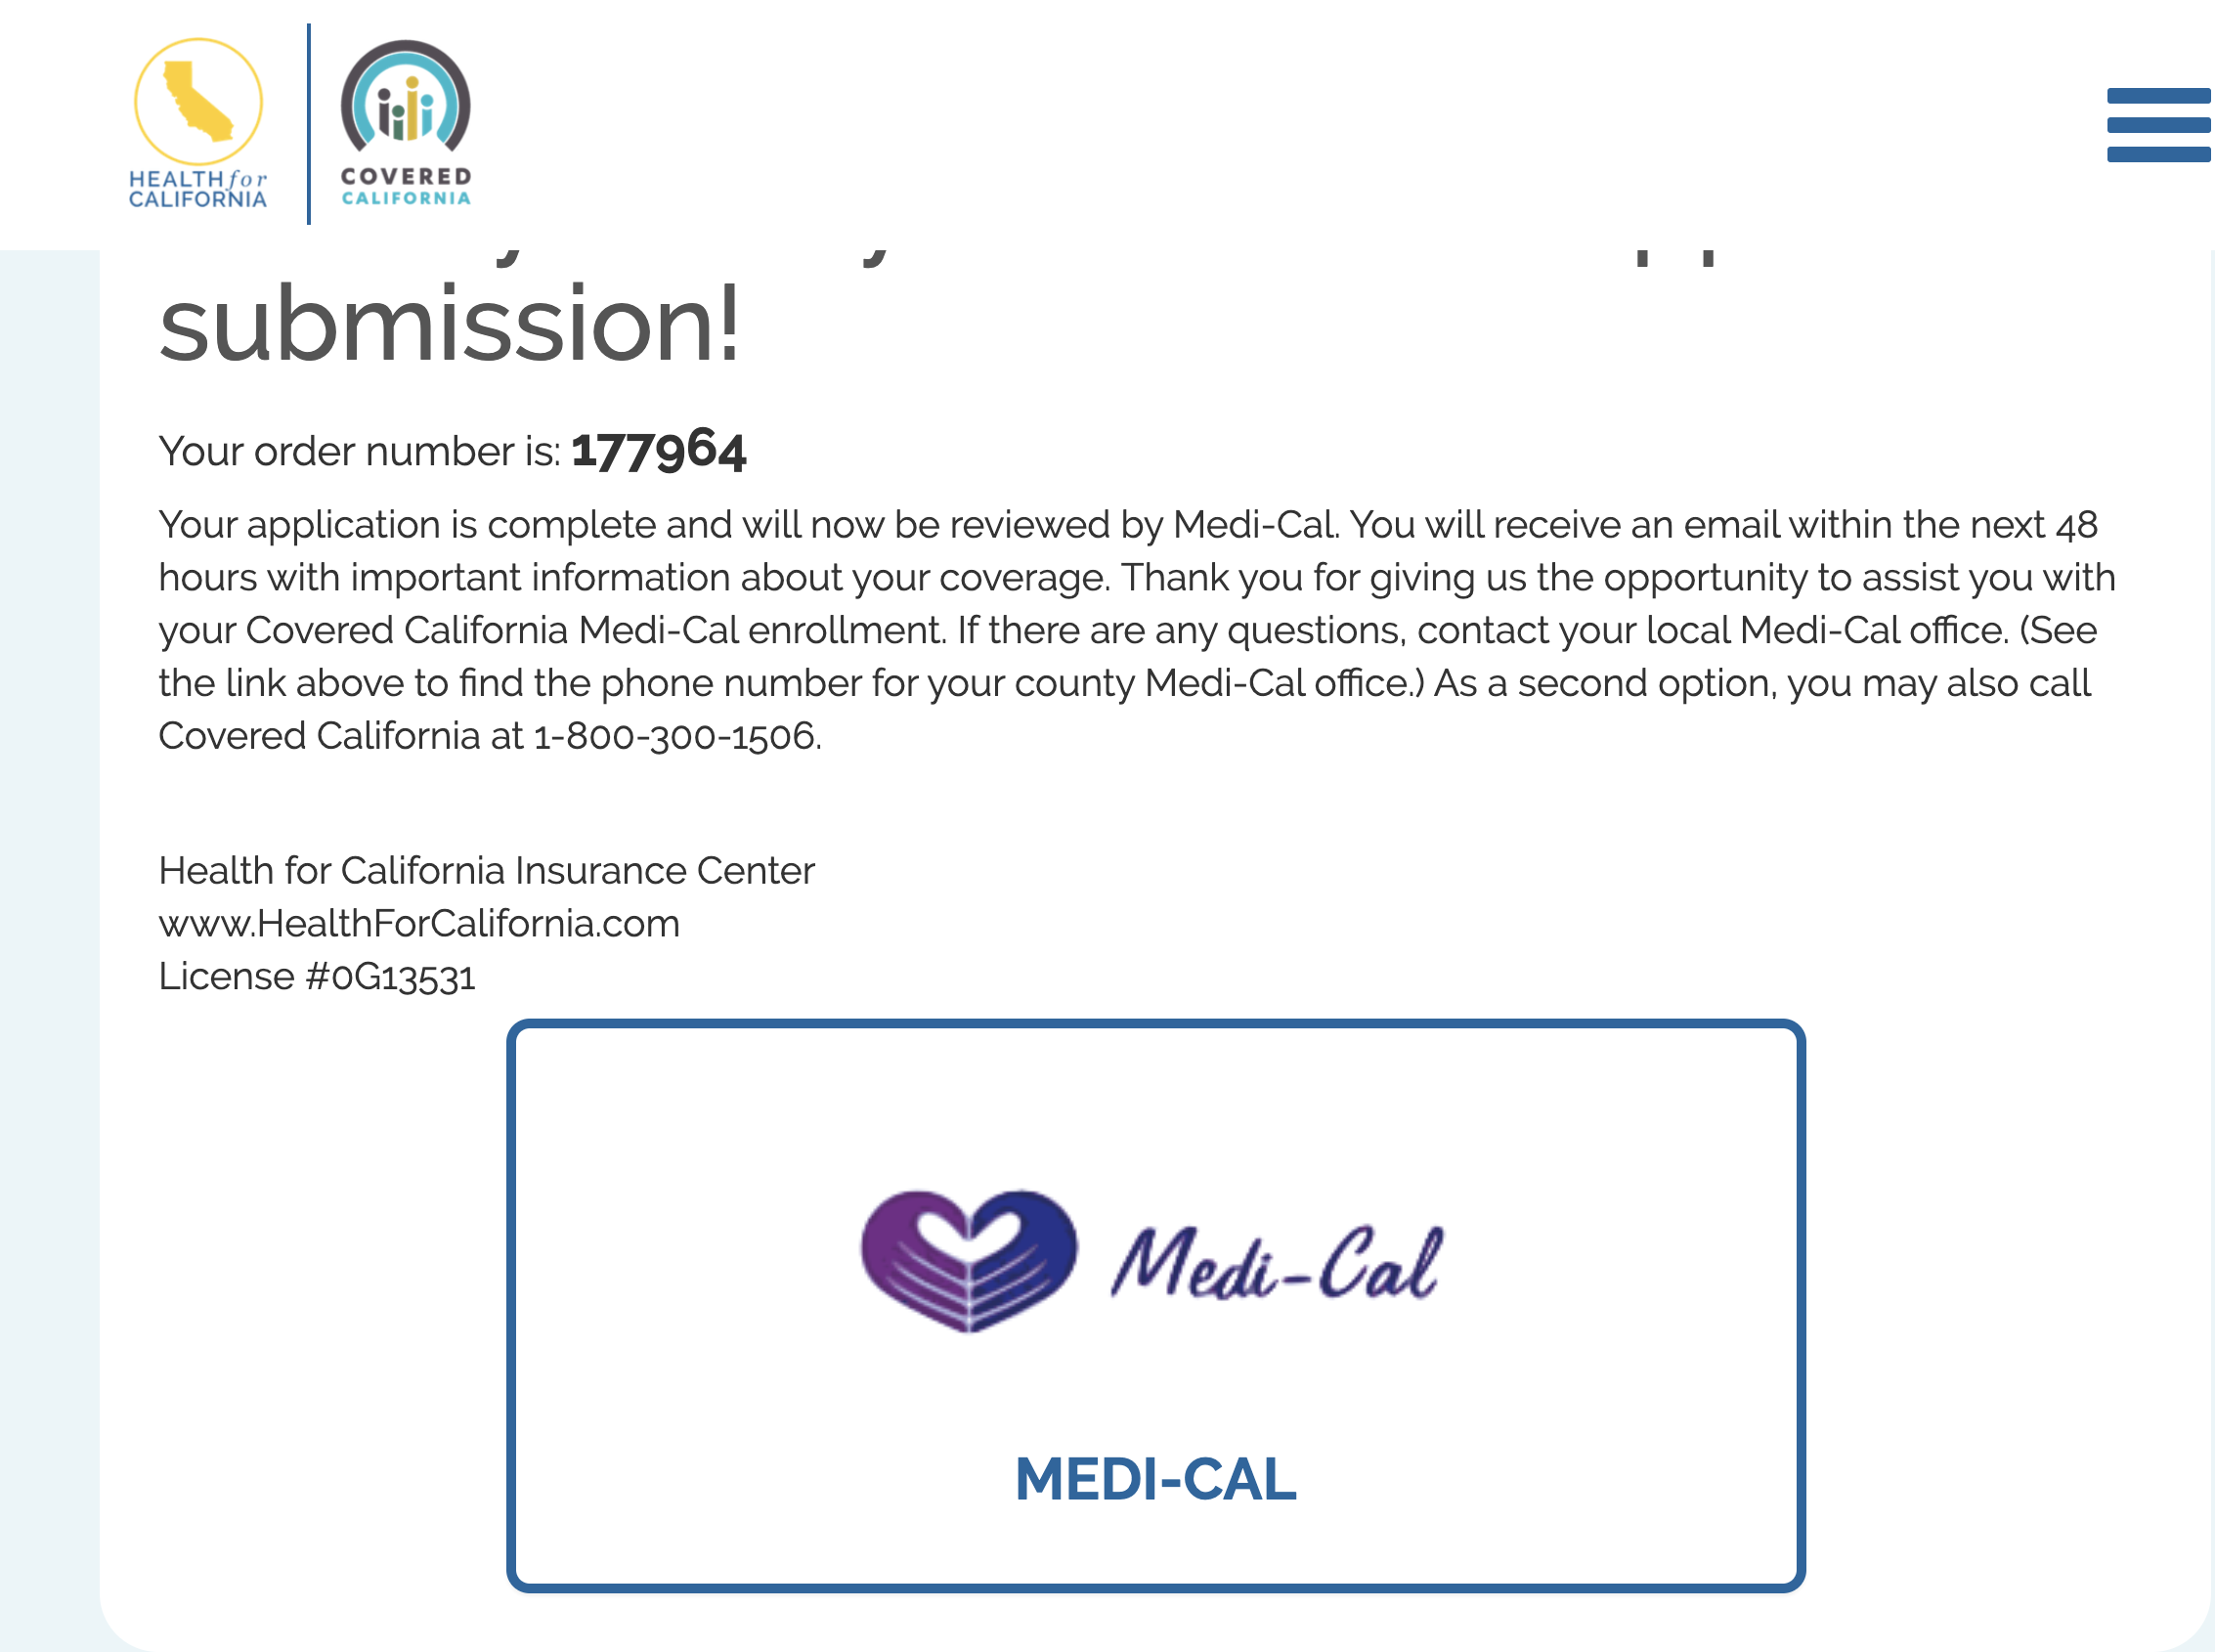 HEALTH for
CALIFORNIA
COVERED
CALIFORNIA
submission!
Your order number is: 177964
Your application is complete and will now be reviewed by Medi-Cal. You will receive an email within the next 48
hours with important information about your coverage. Thank you for giving us the opportunity to assist you with
your Covered California Medi-Cal enrollment. If there are any questions, contact your local Medi-Cal office. (See
the link above to find the phone number for your county Medi-Cal office.) As a second option, you may also call
Covered California at 1-800-300-1506.
Health for California Insurance Center
www.HealthForCalifornia.com
License #0G13531
Medi-Cal
MEDI-CAL